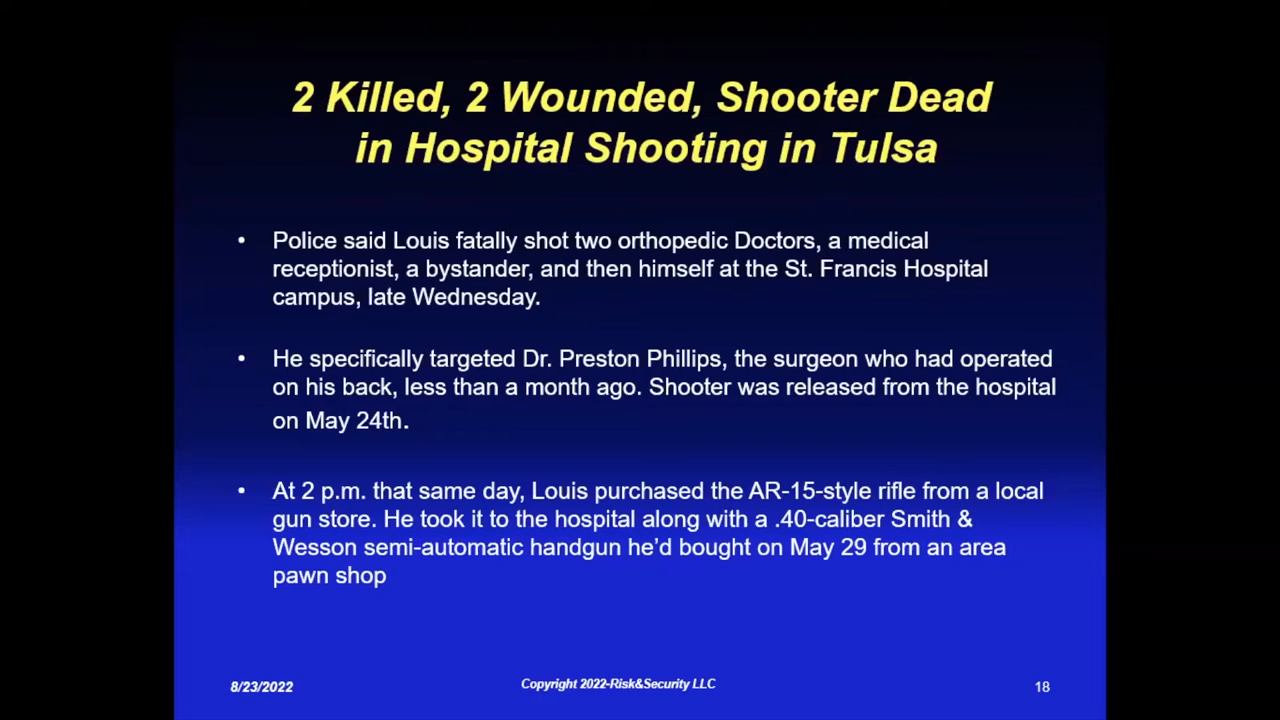 2 Killed, 2 Wounded, Shooter Dead
in Hospital Shooting in Tulsa
• Police said Louis fatally shot two orthopedic Doctors, a medical
receptionist, a bystander, and then himself at the St. Francis Hospital
campus, late Wednesday.
• He specifically targeted Dr. Preston Phillips, the surgeon who had operated
on his back, less than a month ago. Shooter was released from the hospital
on May 24th.
• At 2 p.m. that same day, Louis purchased the AR-15-style rifle from a local
gun store. He took it to the hospital along with a .40-caliber Smith &
Wesson semi-automatic handgun he’d bought on May 29 from an area
pawn shop
8/23/2022
Copyright 2022-Risk&Security LLC
18